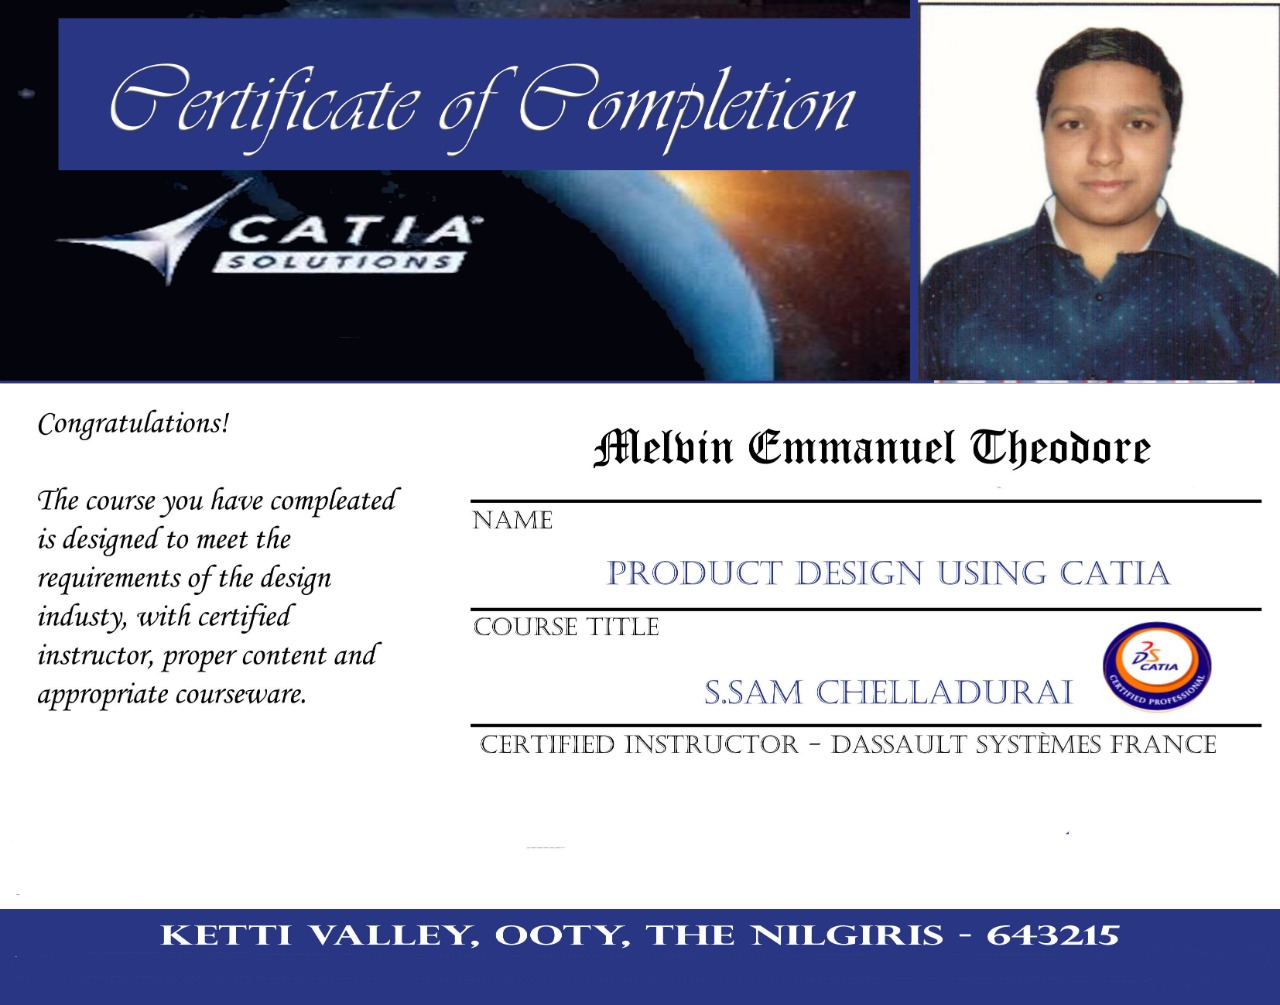 Certificate of Completion
CATIA™
SOLUTIONS
Congratulations!
The course you have compleated
is designed to meet the
requirements of the design
industy, with certified
instructor, proper content and
appropriate courseware.
Melvin Emmanuel Theodore
NAME
PRODUCT DESIGN USING CATIA
COURSE TITLE
S.SAM CHELLADURAI
DS
CATIA
CERTIFIED PROFESSIONAL
CERTIFIED INSTRUCTOR – DASSAULT SYSTÈMES FRANCE
KETTI VALLEY, OOTY, THE NILGIRIS - 643215